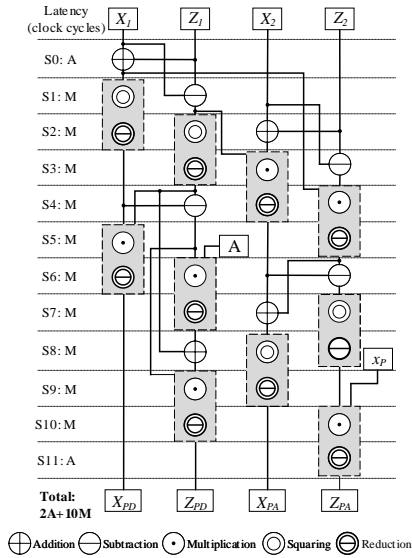 Latency
(clock cycles)
X1 Z1 X2 Z2
S0: A
S1: M
S2: M
S3: M
S4: M
S5: M
A
S6: M
S7: M
S8: M
xP
S9: M
S10: M
S11: A
Total:
2A+10M
XPD ZPD XPA ZPA
Addition Subtraction Multiplication Squaring Reduction